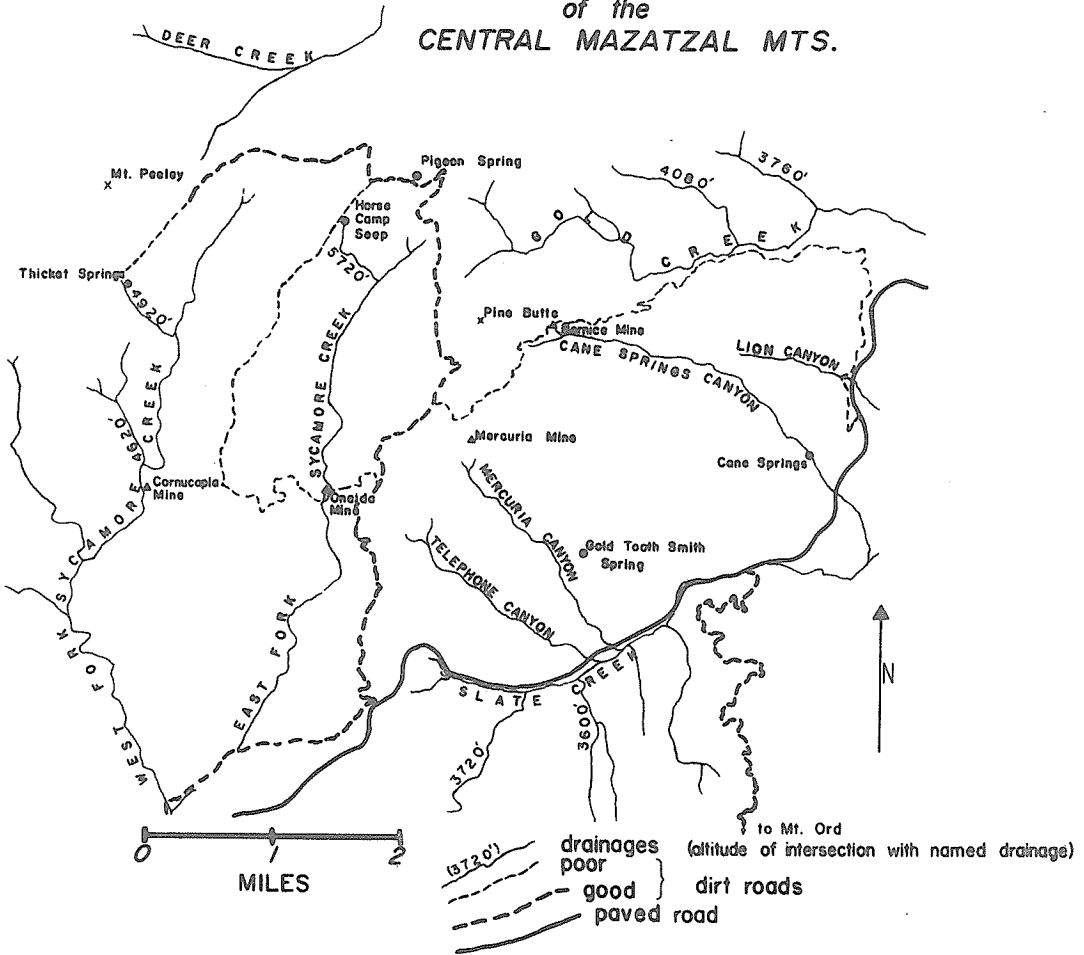 of the
CENTRAL MAZATZAL MTS.
DEER CREEK
Mt. Peeley
Pigeon Spring
3760'
4080'
Horse
Camp
Seep
GOLD CREEK
5720'
Thicket Springs
4920'
Pine Butte
Bernice Mine
CANE SPRINGS CANYON
LION CANYON
SYCAMORE CREEK
4620'
Mercuria Mine
Cane Springs
Cornucopia
Mine
Oneida
Mine
MERCURIA CANYON
Gold Tooth Smith
Spring
TELEPHONE CANYON
WEST FORK SYCAMORE CREEK
EAST FORK
N
SLATE CREEK
3720'
3600'
to Mt. Ord
0 1 2
MILES
(3720') drainages (altitude of intersection with named drainage)
poor
good } dirt roads
paved road